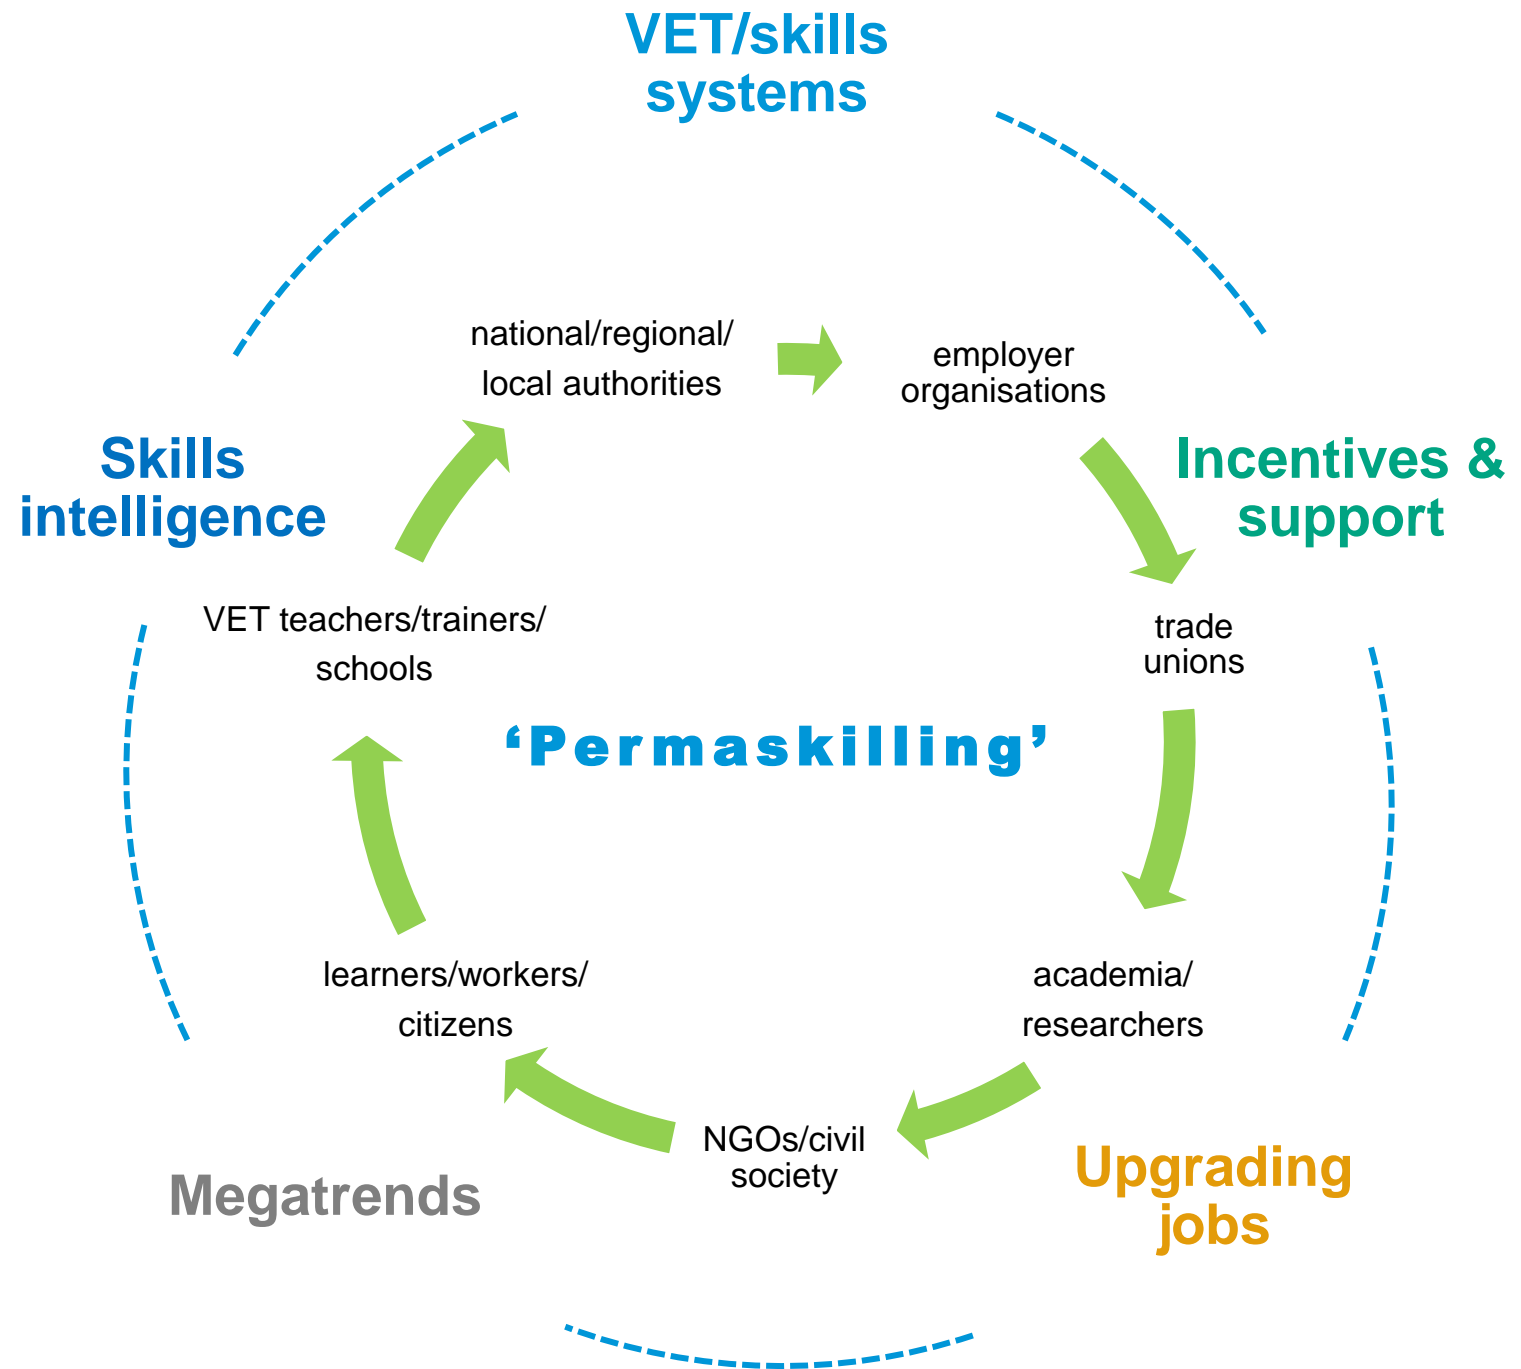 VET/skills
systems
national/regional/
local authorities
employer
organisations
Skills
intelligence
Incentives &
support
VET teachers/trainers/
schools
trade
unions
‘Permaskilling’
learners/workers/
citizens
academia/
researchers
NGOs/civil
society
Megatrends
Upgrading
jobs